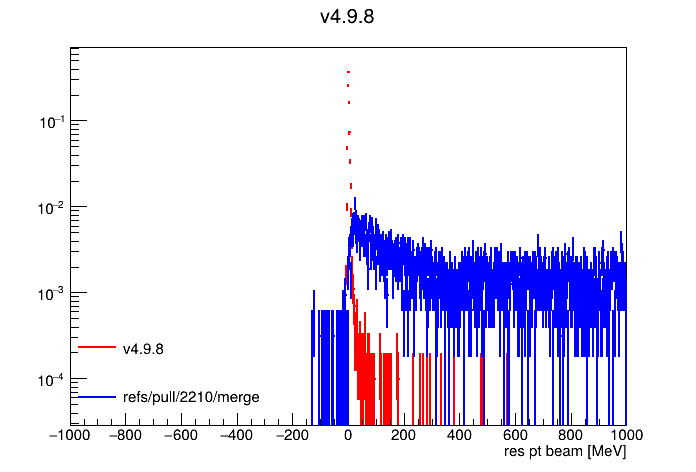 v4.9.8
10⁻¹
10⁻²
10⁻³
10⁻⁴
v4.9.8
refs/pull/2210/merge
−1000 −800 −600 −400 −200 0 200 400 600 800 1000
res pt beam [MeV]